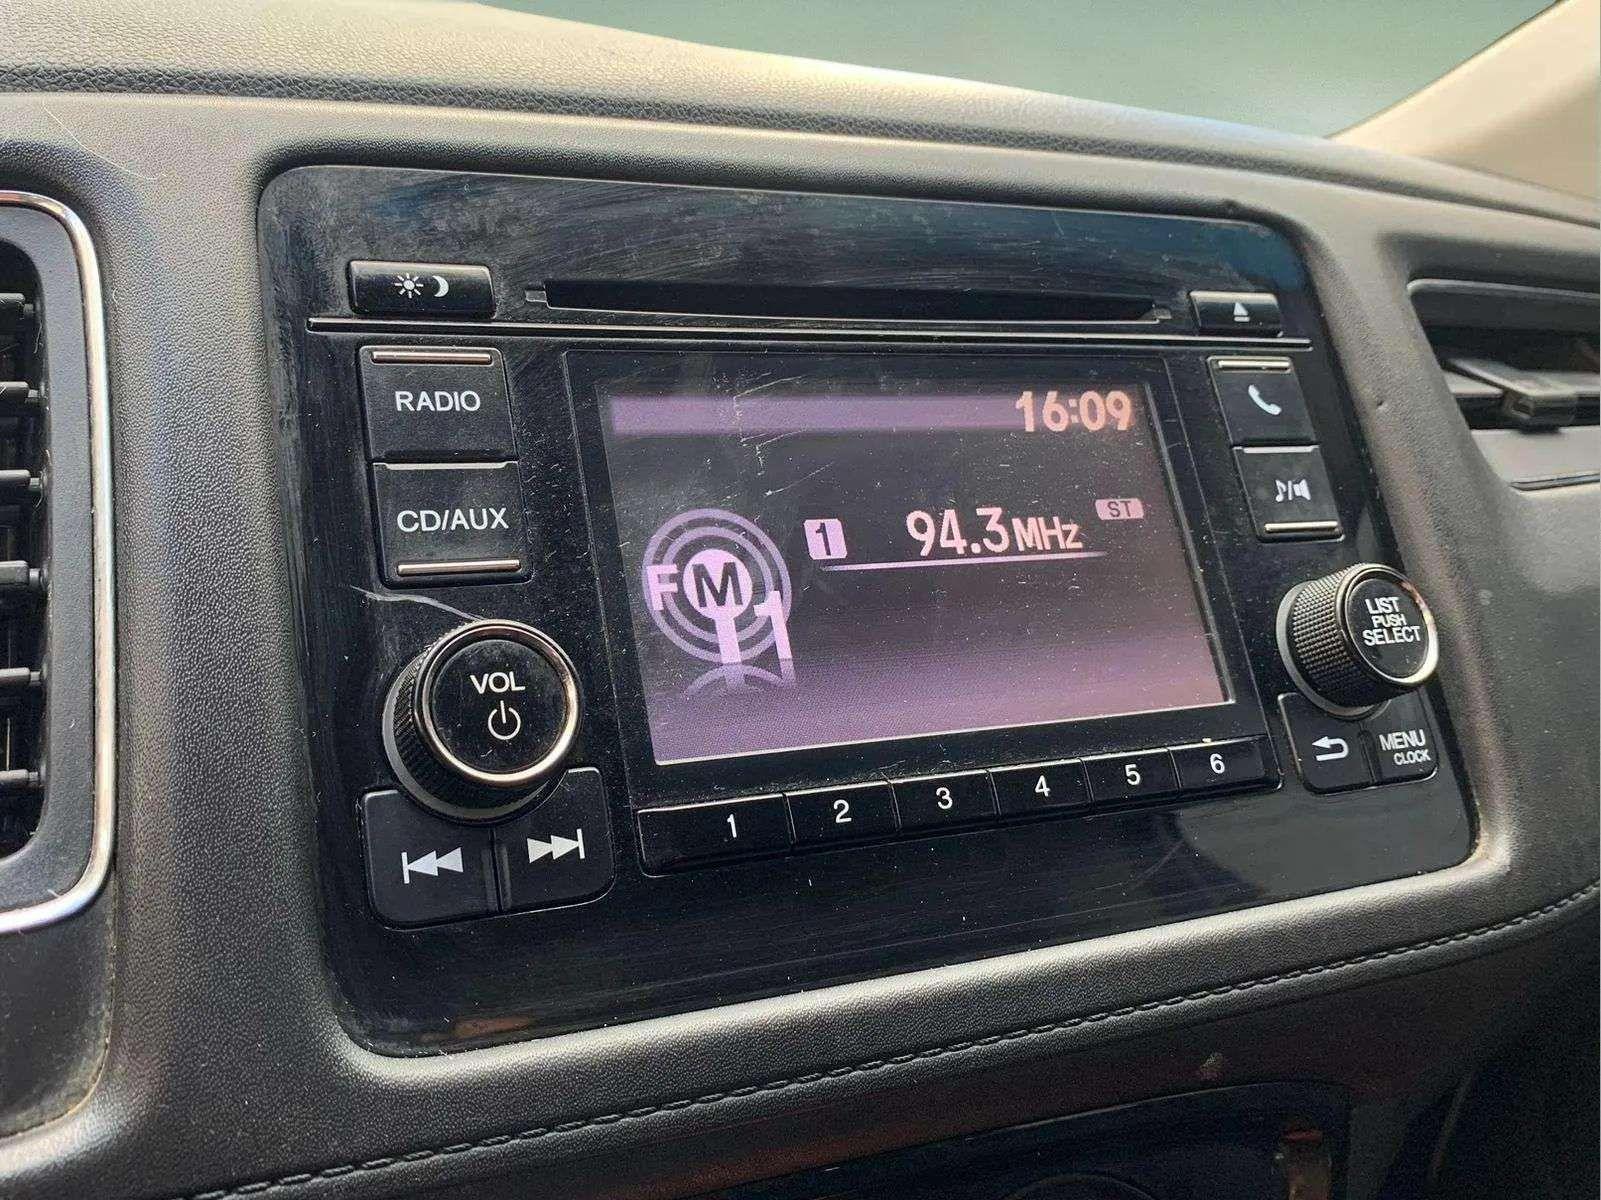 RADIO
CD/AUX
VOL
16:09
1 94.3MHz ST
FM
1
1 2 3 4 5 6
LIST
PUSH
SELECT
MENU
CLOCK